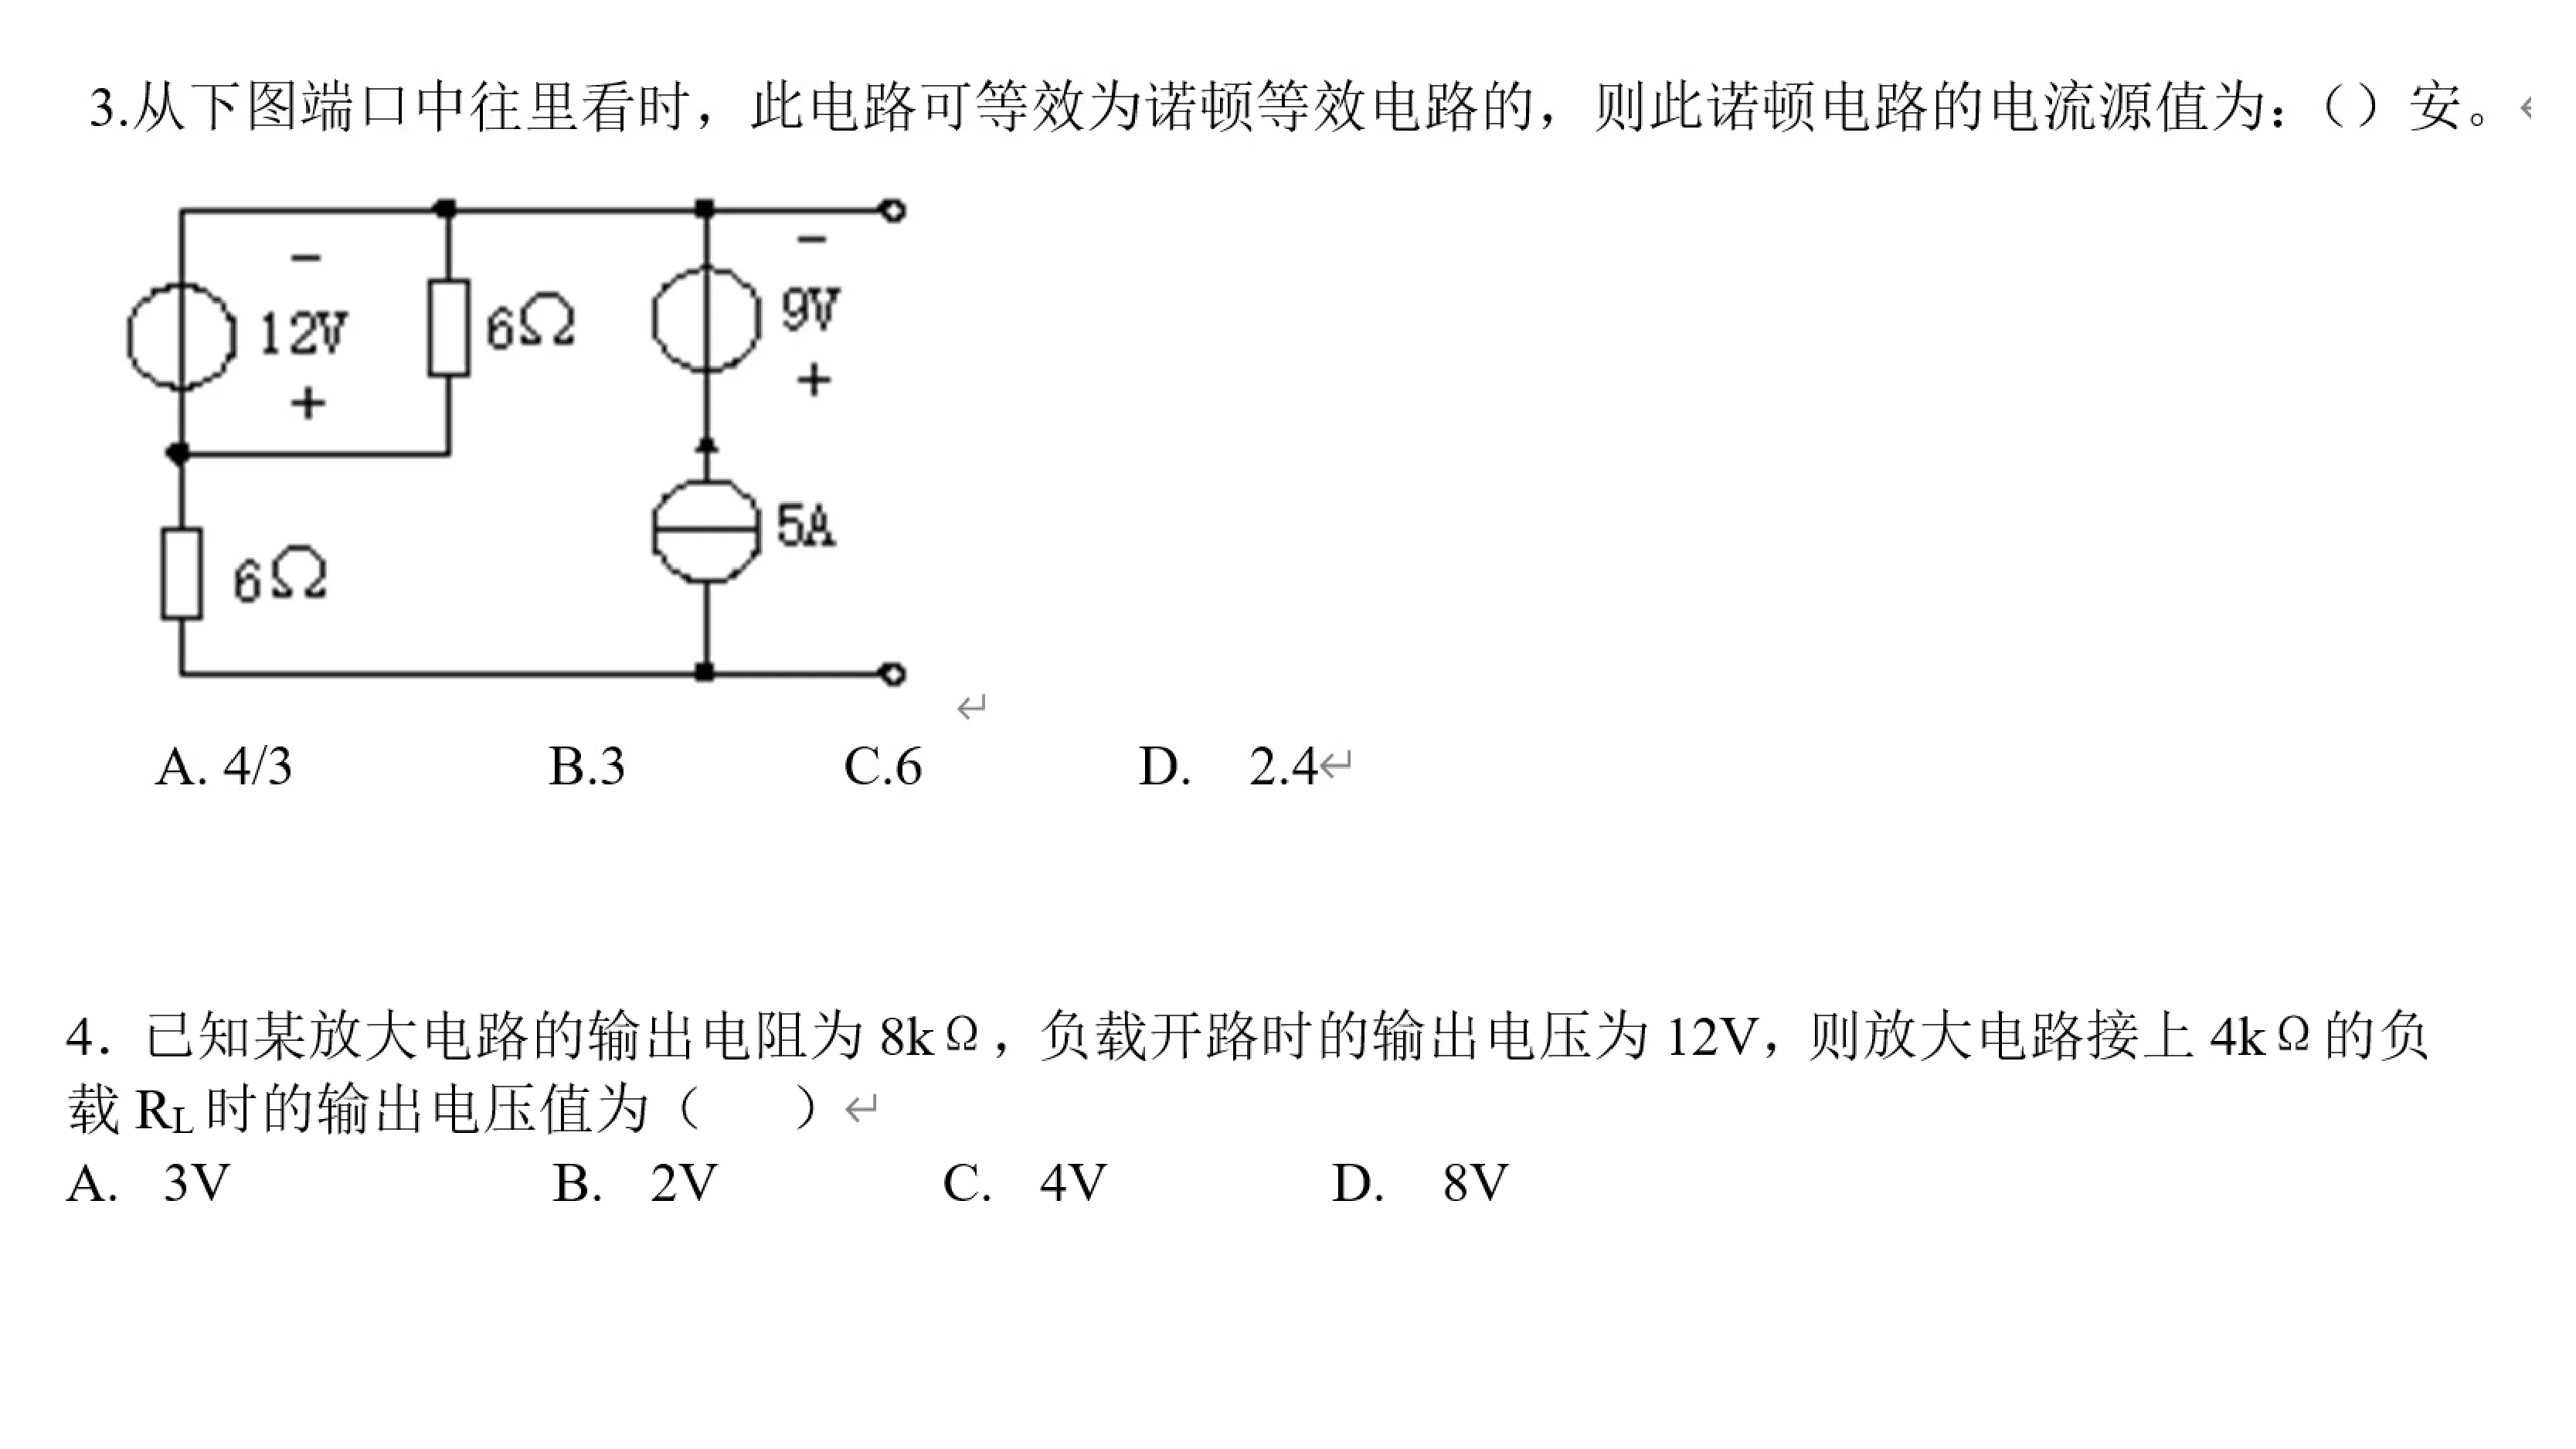 3.从下图端口中往里看时，此电路可等效为诺顿等效电路的，则此诺顿电路的电流源值为：（）安。
−
−
12V
6Ω
9V
+
+
5A
6Ω
A. 4/3 B.3 C.6 D. 2.4
4．已知某放大电路的输出电阻为 8kΩ，负载开路时的输出电压为 12V，则放大电路接上 4kΩ的负
载 RL 时的输出电压值为（ ）
A. 3V B. 2V C. 4V D. 8V